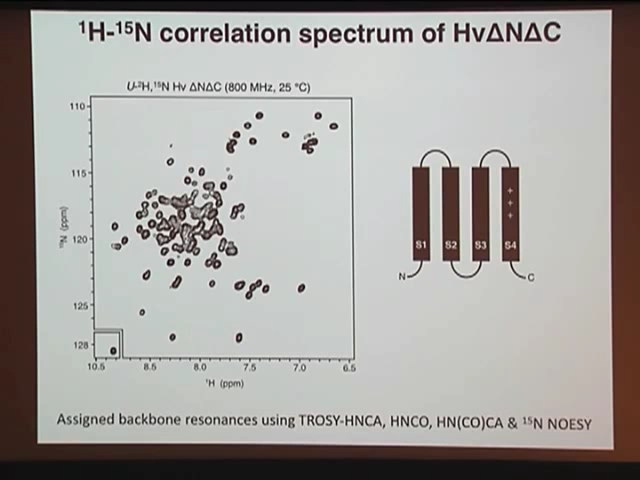 ¹H-¹⁵N correlation spectrum of HvΔNΔC
U-²H,¹⁵N Hv ΔNΔC (800 MHz, 25 °C)
110
115
120
125
128
¹⁵N (ppm)
10.5 8.5 8.0 7.5 7.0 6.5
¹H (ppm)
+
+
+
S1 S2 S3 S4
N C
Assigned backbone resonances using TROSY-HNCA, HNCO, HN(CO)CA & ¹⁵N NOESY